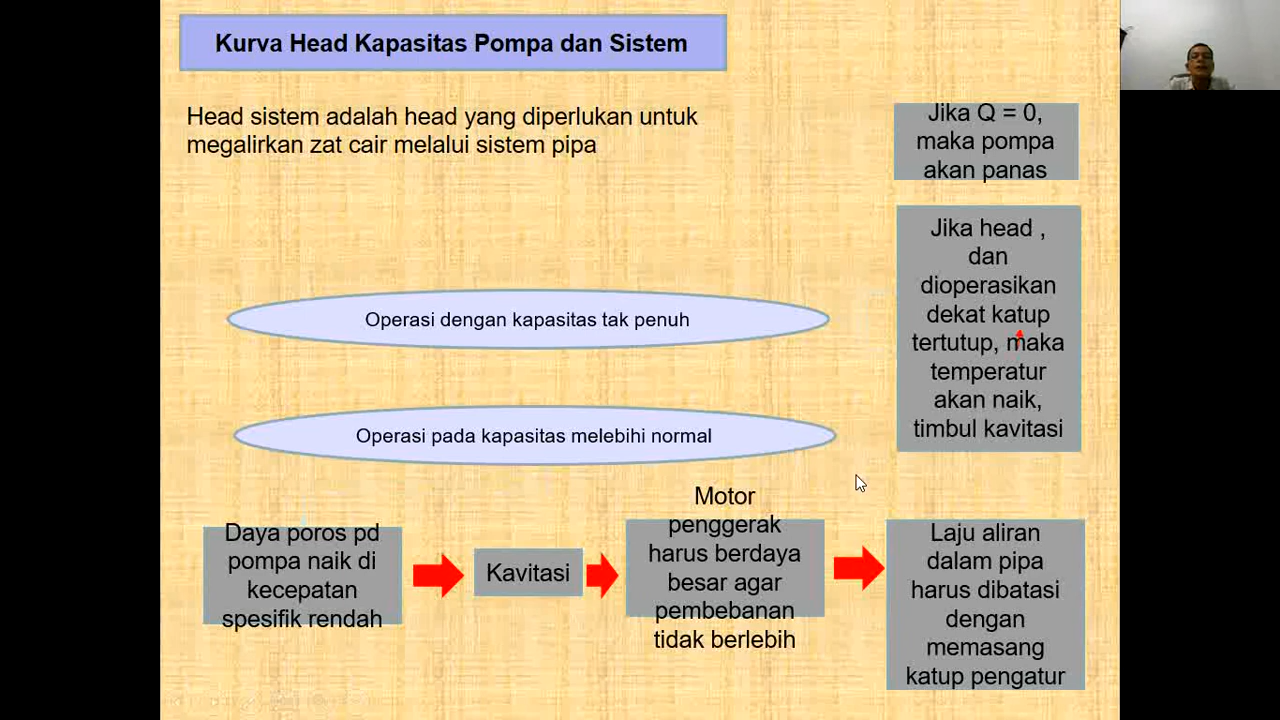 Kurva Head Kapasitas Pompa dan Sistem
Head sistem adalah head yang diperlukan untuk
megalirkan zat cair melalui sistem pipa
Jika Q = 0,
maka pompa
akan panas
Jika head ,
dan
dioperasikan
dekat katup
tertutup, maka
temperatur
akan naik,
timbul kavitasi
Operasi dengan kapasitas tak penuh
Operasi pada kapasitas melebihi normal
Daya poros pd
pompa naik di
kecepatan
spesifik rendah
Kavitasi
Motor
penggerak
harus berdaya
besar agar
pembebanan
tidak berlebih
Laju aliran
dalam pipa
harus dibatasi
dengan
memasang
katup pengatur